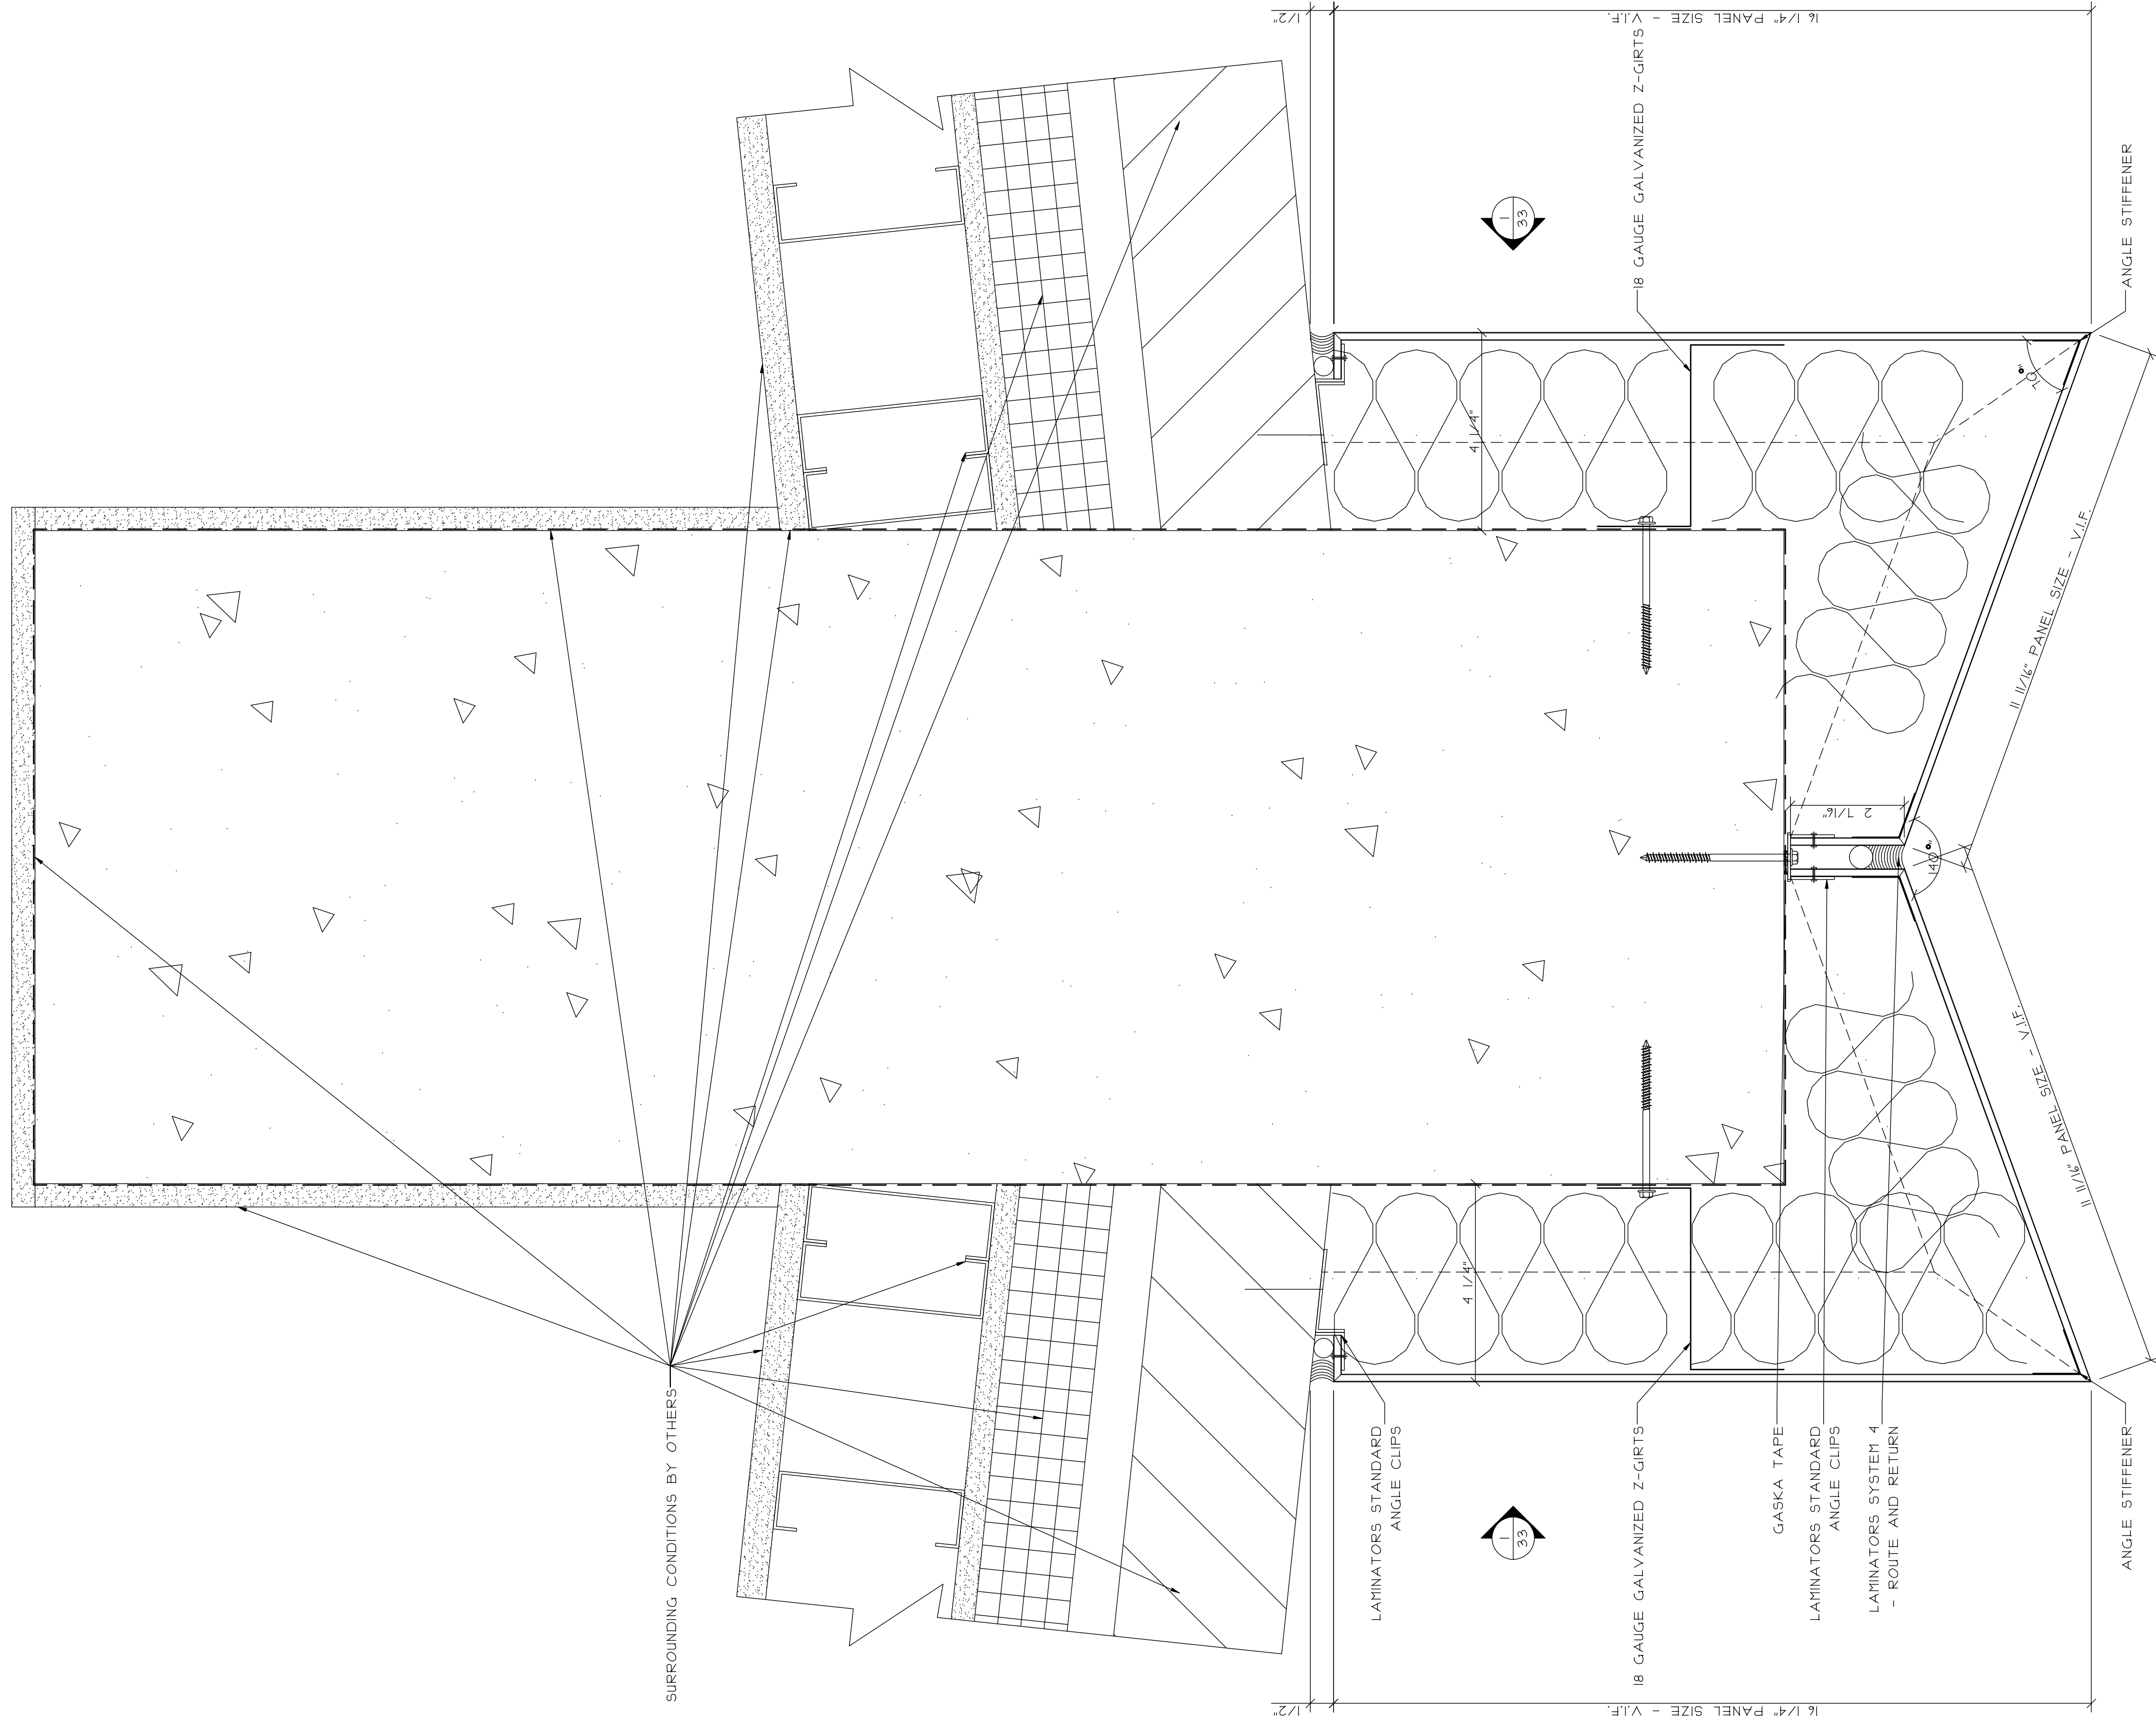 1/2"
16 1/4" PANEL SIZE - V.I.F.
18 GAUGE GALVANIZED Z-GIRTS
1
33
ANGLE STIFFENER
4 1/4"
70°
11 11/16" PANEL SIZE - V.I.F.
2 7/16"
140°
11 11/16" PANEL SIZE - V.I.F.
4 1/4"
SURROUNDING CONDITIONS BY OTHERS
LAMINATORS STANDARD
ANGLE CLIPS
18 GAUGE GALVANIZED Z-GIRTS
GASKA TAPE
LAMINATORS STANDARD
ANGLE CLIPS
LAMINATORS SYSTEM 4
- ROUTE AND RETURN
ANGLE STIFFENER
1
33
1/2"
16 1/4" PANEL SIZE - V.I.F.